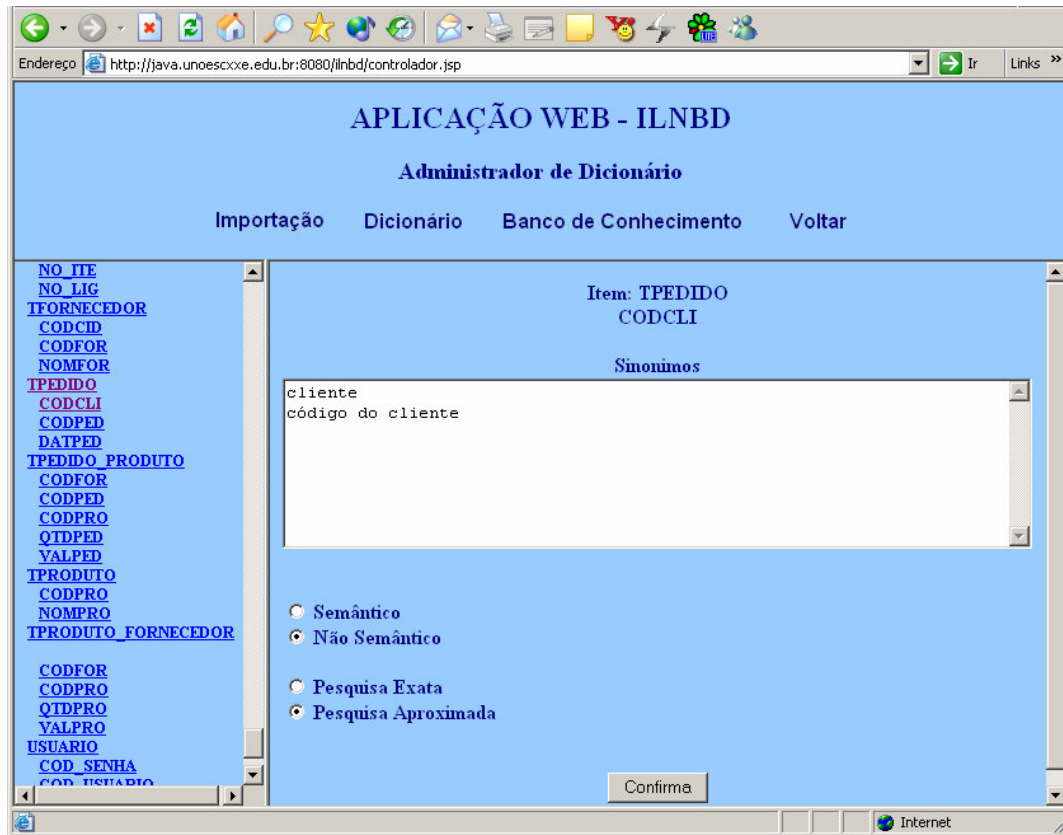 Endereço http://java.unoescxxe.edu.br:8080/ilnbd/controlador.jsp Ir Links »
APLICAÇÃO WEB - ILNBD
Administrador de Dicionário
Importação Dicionário Banco de Conhecimento Voltar
NO_ITE
NO_LIG
TFORNECEDOR
CODCID
CODFOR
NOMFOR
TPEDIDO
CODCLI
CODPED
DATPED
TPEDIDO_PRODUTO
CODFOR
CODPED
CODPRO
QTDPED
VALPED
TPRODUTO
CODPRO
NOMPRO
TPRODUTO_FORNECEDOR
CODFOR
CODPRO
QTDPRO
VALPRO
USUARIO
COD_SENHA
COD_USUARIO
Item: TPEDIDO
CODCLI
Sinonimos
cliente
código do cliente
Semântico
Não Semântico
Pesquisa Exata
Pesquisa Aproximada
Confirma
Internet